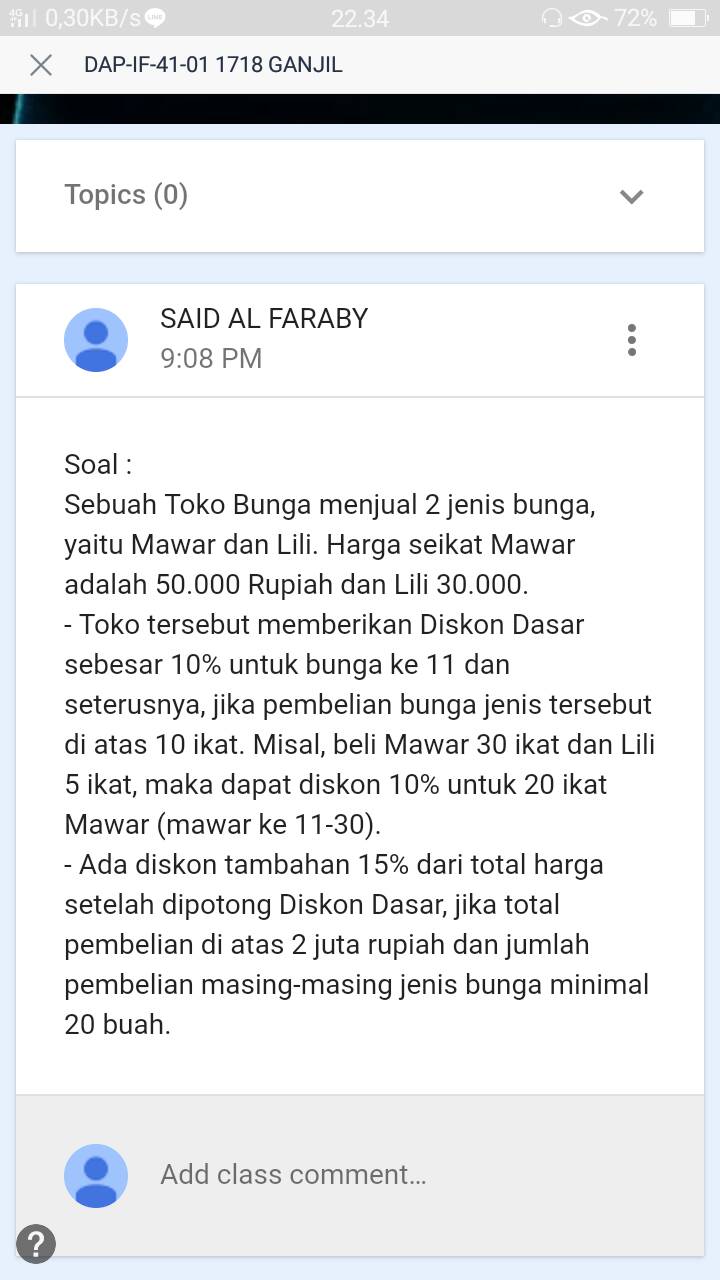 4G
0,30KB/s
LINE
22.34
72%
DAP-IF-41-01 1718 GANJIL
Topics (0)
SAID AL FARABY
9:08 PM
Soal :
Sebuah Toko Bunga menjual 2 jenis bunga,
yaitu Mawar dan Lili. Harga seikat Mawar
adalah 50.000 Rupiah dan Lili 30.000.
- Toko tersebut memberikan Diskon Dasar
sebesar 10% untuk bunga ke 11 dan
seterusnya, jika pembelian bunga jenis tersebut
di atas 10 ikat. Misal, beli Mawar 30 ikat dan Lili
5 ikat, maka dapat diskon 10% untuk 20 ikat
Mawar (mawar ke 11-30).
- Ada diskon tambahan 15% dari total harga
setelah dipotong Diskon Dasar, jika total
pembelian di atas 2 juta rupiah dan jumlah
pembelian masing-masing jenis bunga minimal
20 buah.
Add class comment...
?